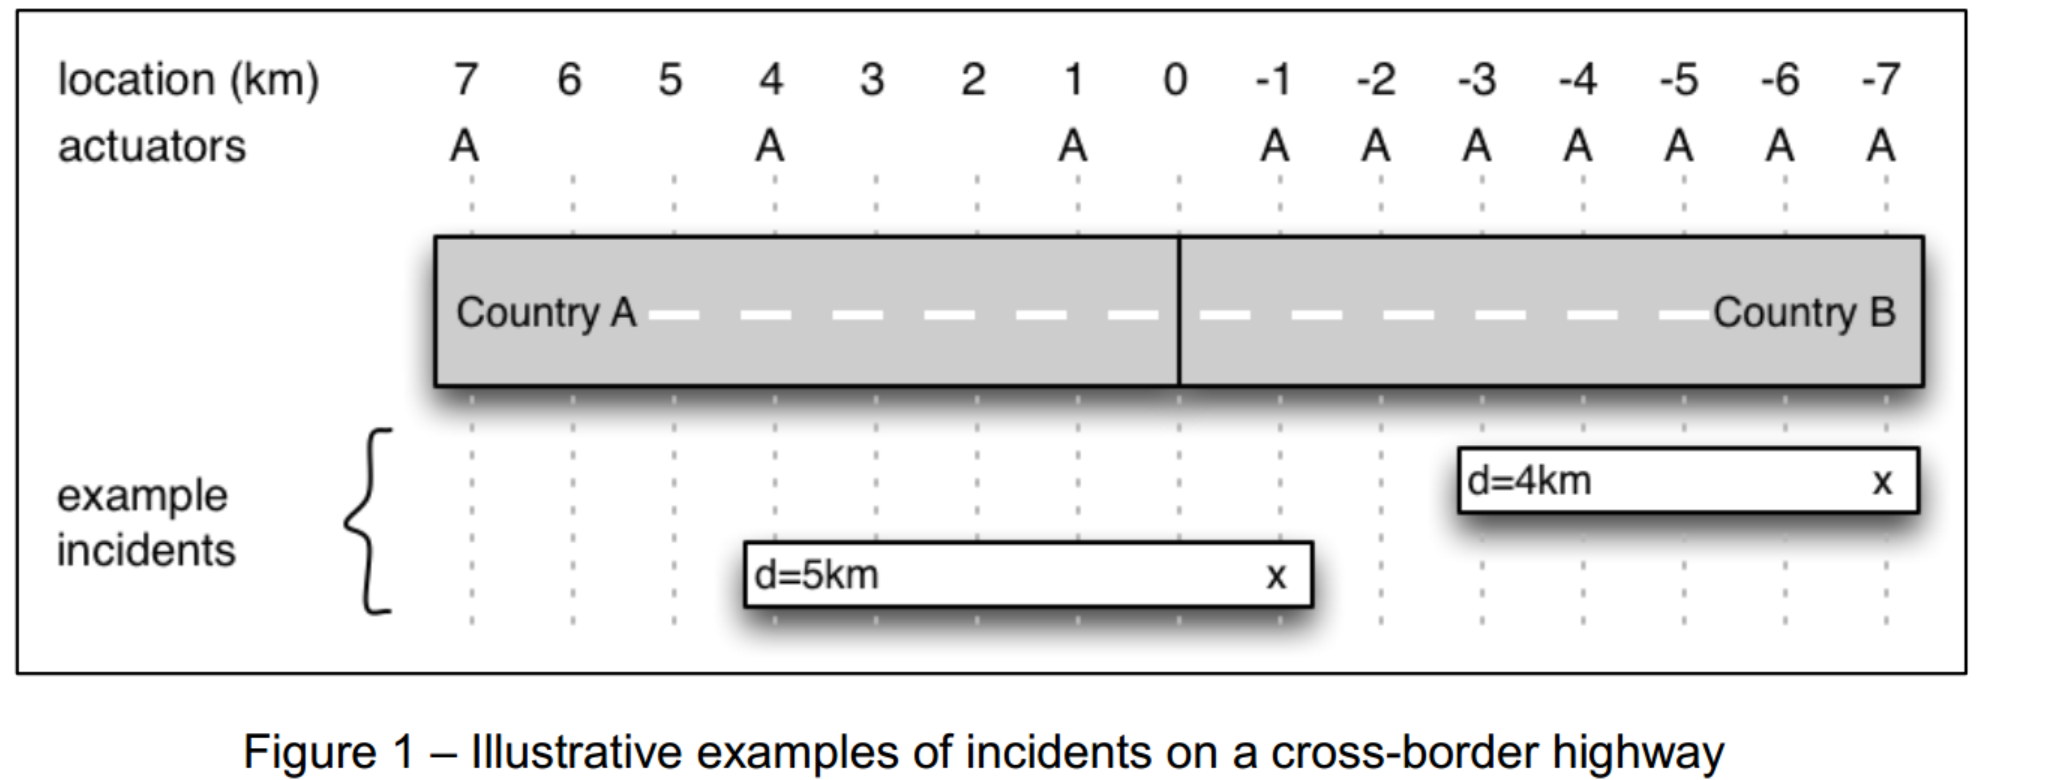 location (km) 7 6 5 4 3 2 1 0 -1 -2 -3 -4 -5 -6 -7
actuators A A A A A A A A A A
Country A Country B
d=4km x
example
incidents
d=5km x
Figure 1 – Illustrative examples of incidents on a cross-border highway